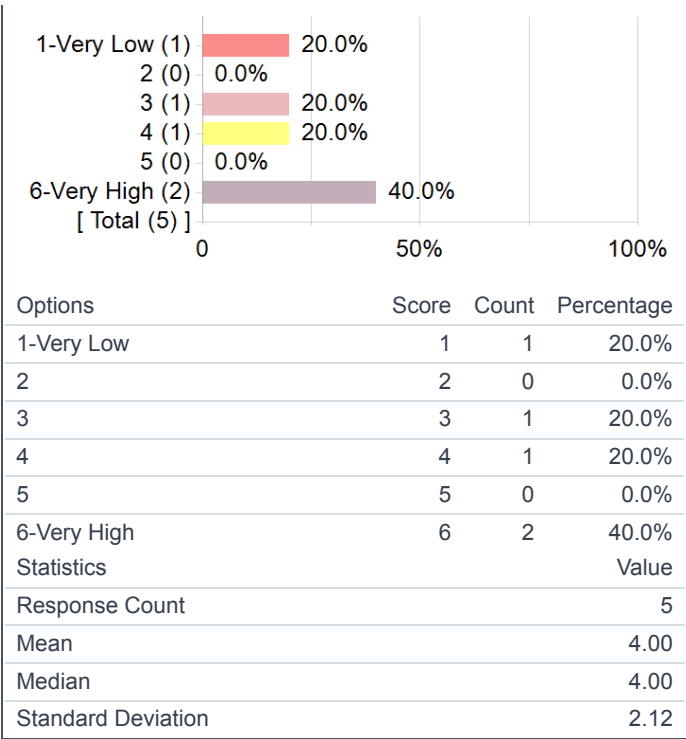 1-Very Low (1) 20.0%
2 (0) 0.0%
3 (1) 20.0%
4 (1) 20.0%
5 (0) 0.0%
6-Very High (2) 40.0%
[ Total (5) ]
0 50% 100%
Options Score Count Percentage
1-Very Low 1 1 20.0%
2 2 0 0.0%
3 3 1 20.0%
4 4 1 20.0%
5 5 0 0.0%
6-Very High 6 2 40.0%
Statistics Value
Response Count 5
Mean 4.00
Median 4.00
Standard Deviation 2.12